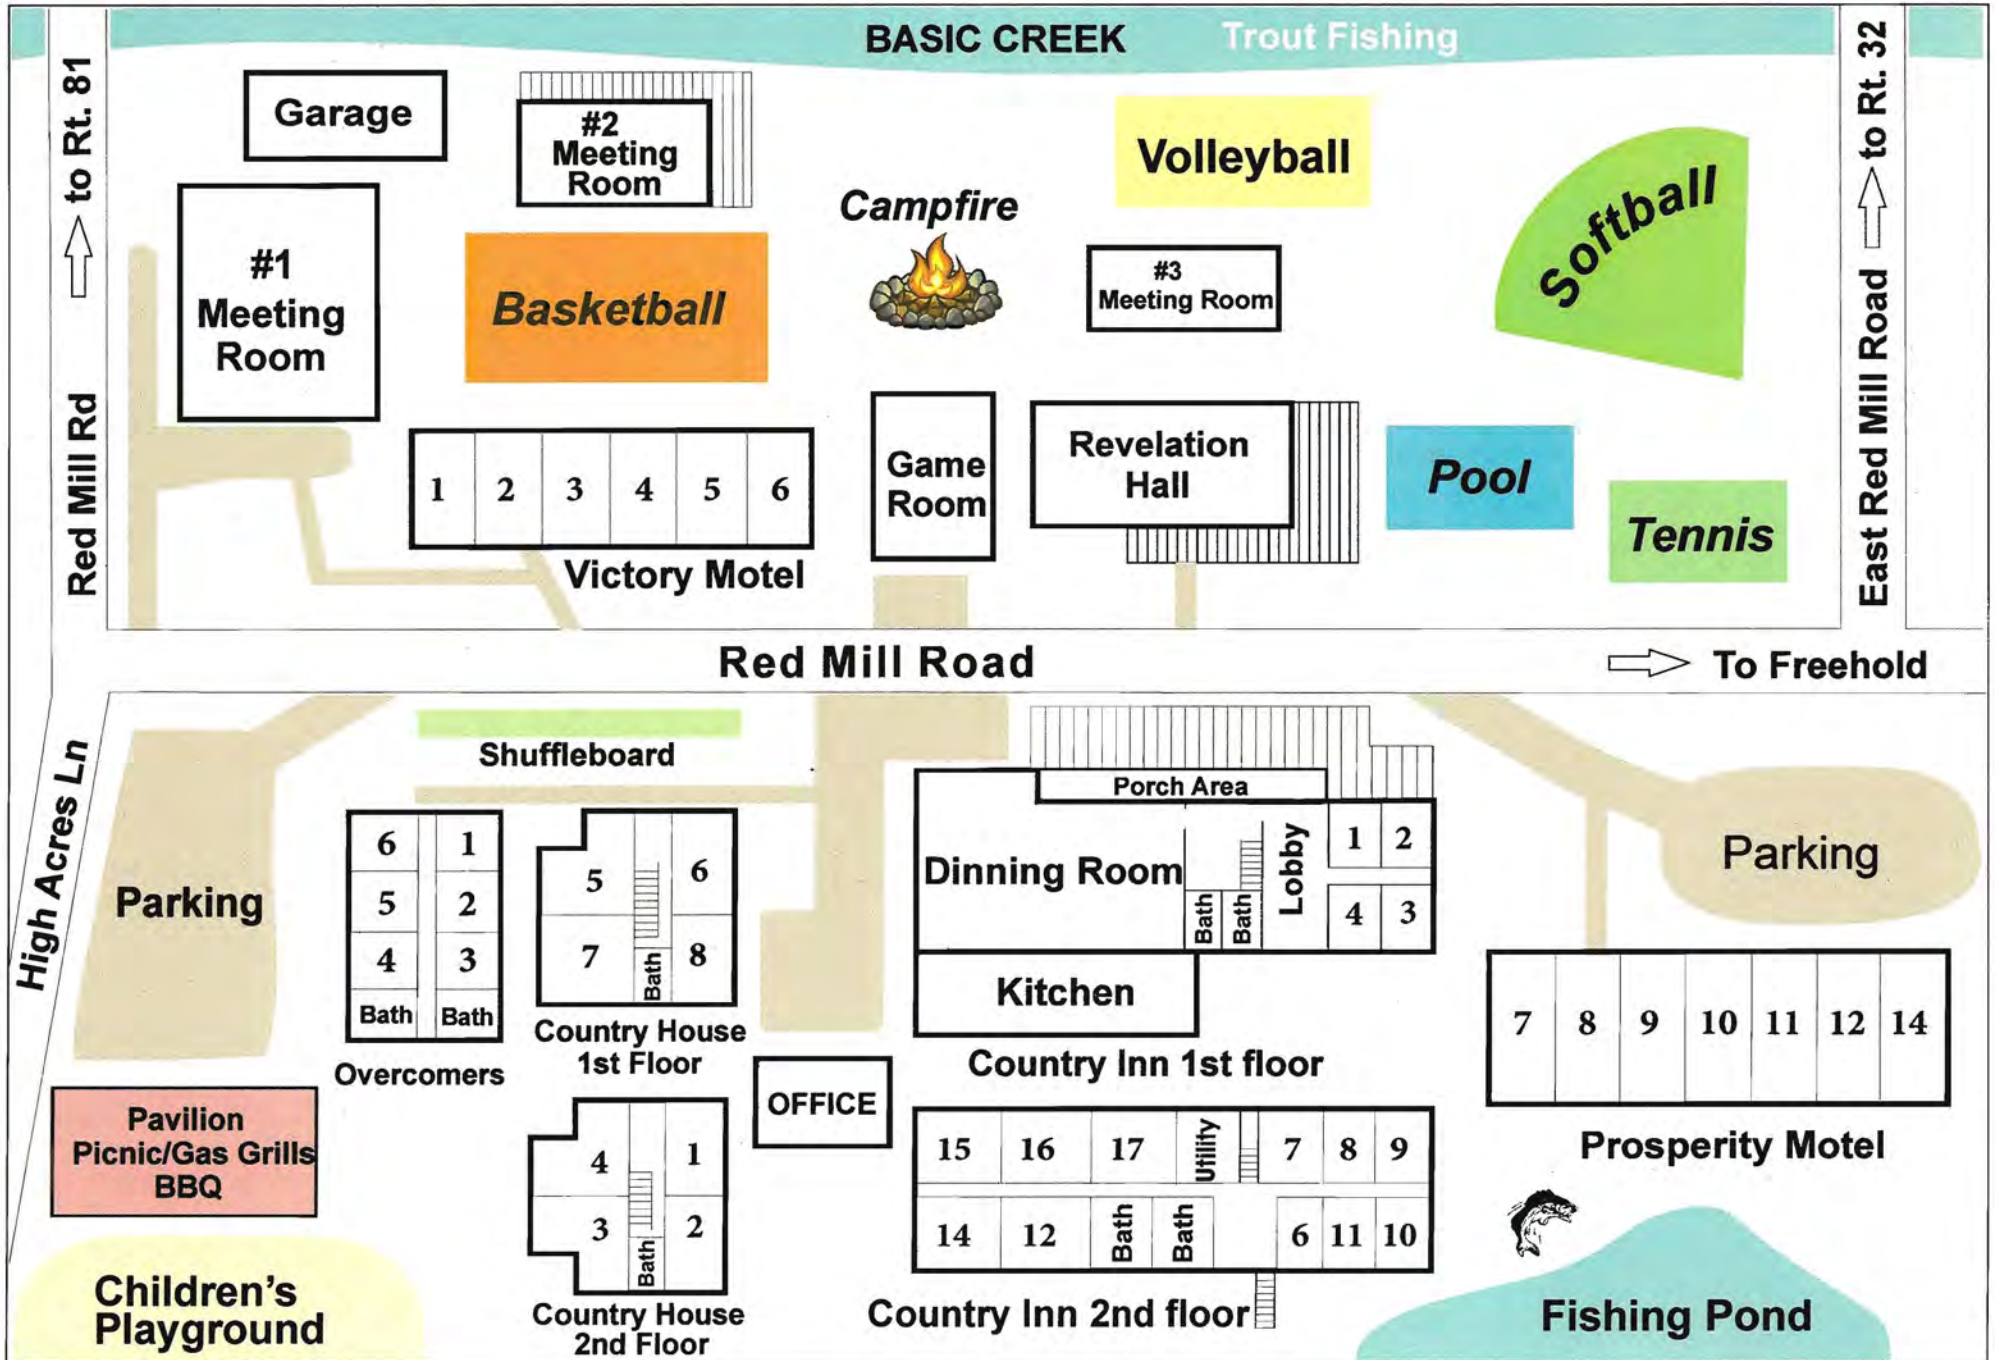 BASIC CREEK
Trout Fishing
to Rt. 81
Red Mill Rd
Garage
#2
Meeting
Room
Volleyball
Softball
to Rt. 32
East Red Mill Road
#1
Meeting
Room
Basketball
Campfire
#3
Meeting Room
1 2 3 4 5 6
Victory Motel
Game
Room
Revelation
Hall
Pool
Tennis
Red Mill Road
To Freehold
High Acres Ln
Parking
Shuffleboard
6 1
5 2
4 3
Bath Bath
Overcomers
5 6
7 Bath 8
Country House
1st Floor
Porch Area
Dinning Room
Bath
Bath
Lobby
1 2
4 3
Kitchen
Country Inn 1st floor
Parking
7 8 9 10 11 12 14
Prosperity Motel
Pavilion
Picnic/Gas Grills
BBQ
4 1
3 Bath 2
Country House
2nd Floor
OFFICE
15 16 17 Utility 7 8 9
14 12 Bath Bath 6 11 10
Country Inn 2nd floor
Children's
Playground
Fishing Pond